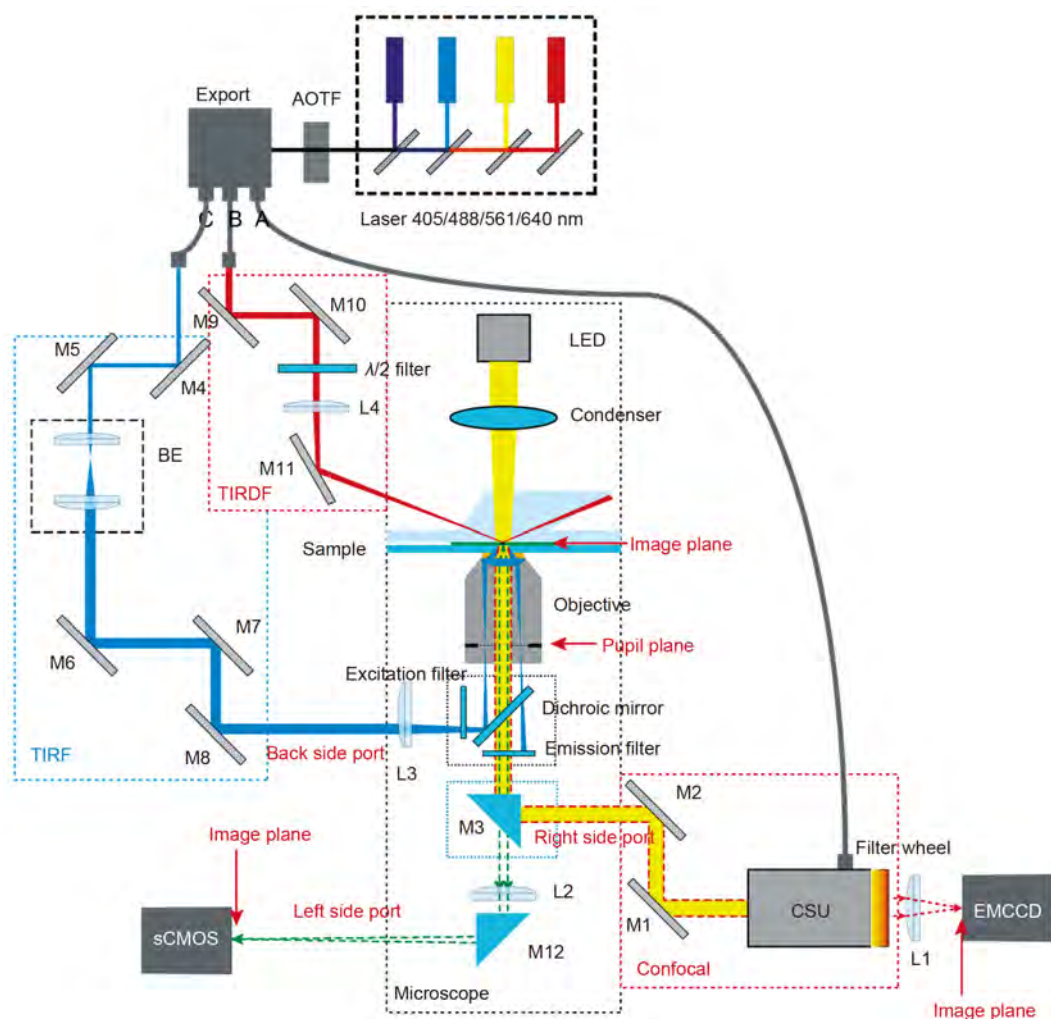 Export
AOTF
Laser 405/488/561/640 nm
C
B
A
M9
M10
LED
M5
M4
λ/2 filter
L4
Condenser
BE
M11
TIRDF
Sample
Image plane
Objective
M6
M7
Pupil plane
Excitation filter
Dichroic mirror
M8
TIRF
Back side port
L3
Emission filter
M2
M3
Right side port
Image plane
Filter wheel
L2
Left side port
M1
CSU
EMCCD
sCMOS
M12
L1
Confocal
Microscope
Image plane